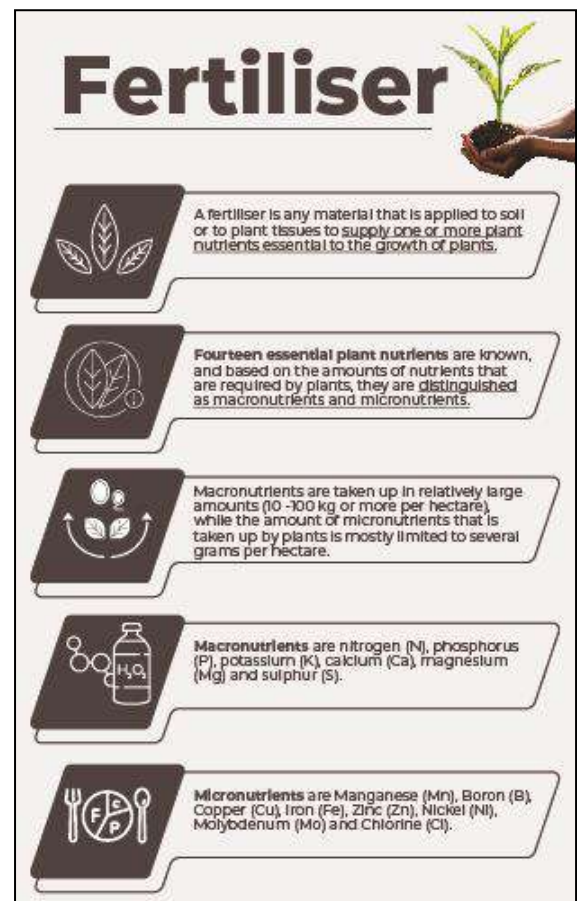 Fertiliser
A fertiliser is any material that is applied to soil
or to plant tissues to supply one or more plant
nutrients essential to the growth of plants.
Fourteen essential plant nutrients are known,
and based on the amounts of nutrients that
are required by plants, they are distinguished
as macronutrients and micronutrients.
Macronutrients are taken up in relatively large
amounts (10 -100 kg or more per hectare),
while the amount of micronutrients that is
taken up by plants is mostly limited to several
grams per hectare.
H₂O₂
Macronutrients are nitrogen (N), phosphorus
(P), potassium (K), calcium (Ca), magnesium
(Mg) and sulphur (S).
F C P
Micronutrients are Manganese (Mn), Boron (B),
Copper (Cu), Iron (Fe), Zinc (Zn), Nickel (Ni),
Molybdenum (Mo) and Chlorine (Cl).